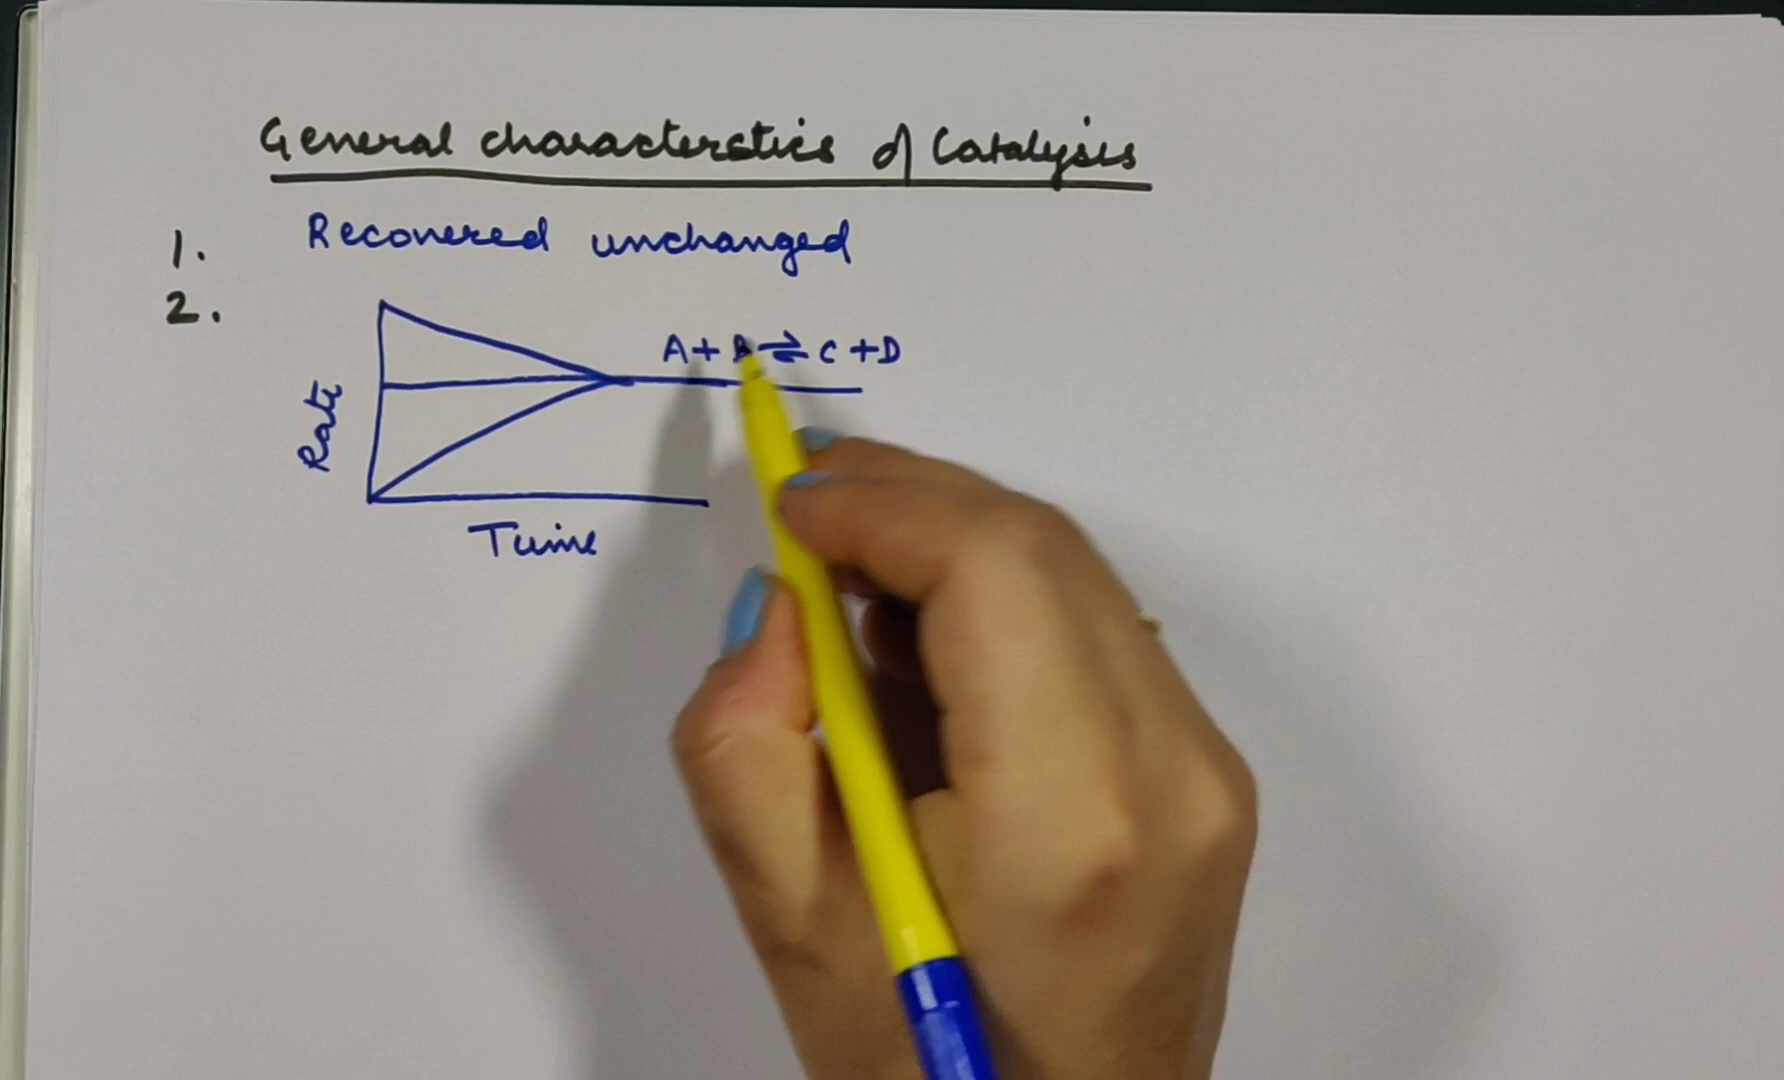 General characterstics of Catalysis
1. Recovered unchanged
2.
A + B ⇌ C + D
Rate
Time